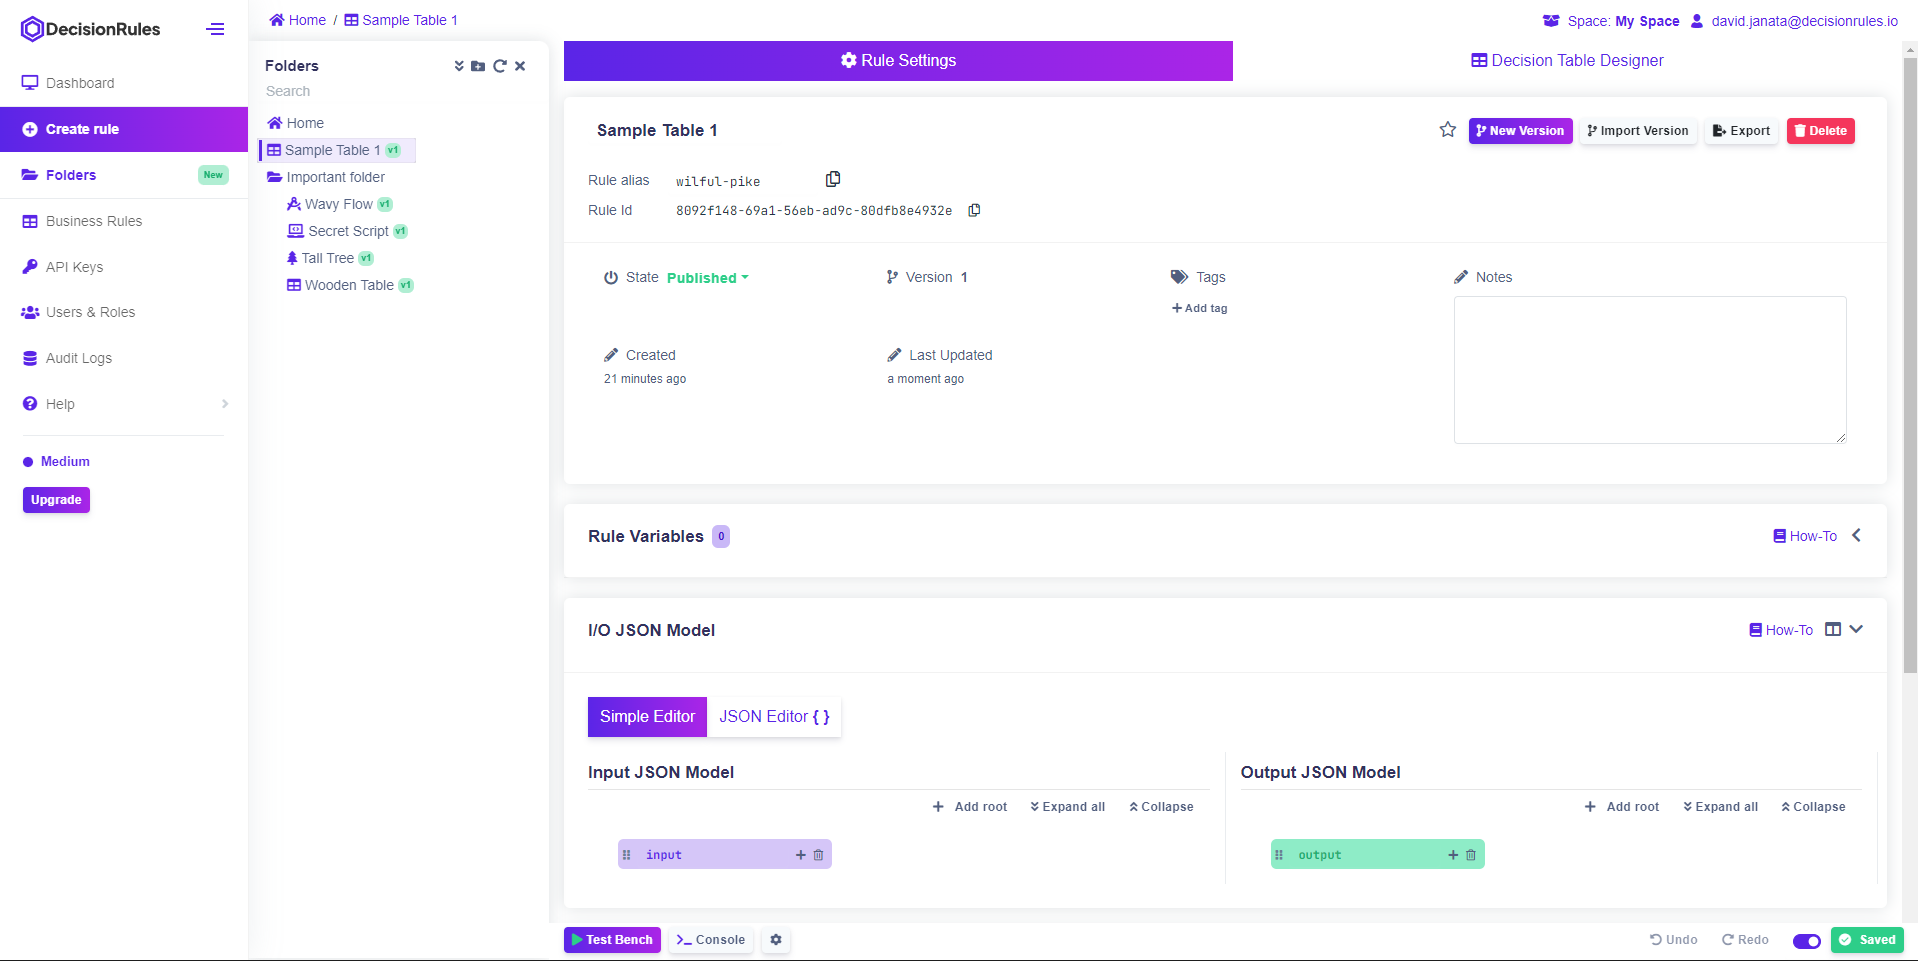 DecisionRules
Home / Sample Table 1
Space: My Space
david.janata@decisionrules.io
Dashboard
Create rule
Folders New
Business Rules
API Keys
Users & Roles
Audit Logs
Help
Medium
Upgrade
Folders
Search
Home
Sample Table 1 v1
Important folder
Wavy Flow v1
Secret Script v1
Tall Tree v1
Wooden Table v1
Rule Settings
Decision Table Designer
Sample Table 1
New Version
Import Version
Export
Delete
Rule alias wilful-pike
Rule Id 8092f148-69a1-56eb-ad9c-80dfb8e4932e
State Published
Version 1
Tags
Add tag
Notes
Created
21 minutes ago
Last Updated
a moment ago
Rule Variables 0
How-To
I/O JSON Model
How-To
Simple Editor
JSON Editor { }
Input JSON Model
Add root Expand all Collapse
input
Output JSON Model
Add root Expand all Collapse
output
Test Bench
Console
Undo
Redo
Saved